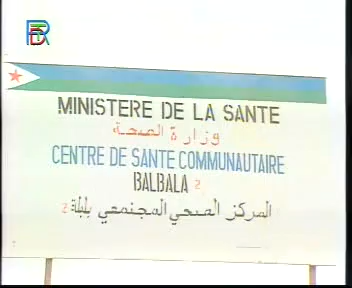 RTD
MINISTERE DE LA SANTE
وزارة الصحة
CENTRE DE SANTE COMMUNAUTAIRE
BALBALA 2
المركز الصحي المجتمعي بلبلة 2